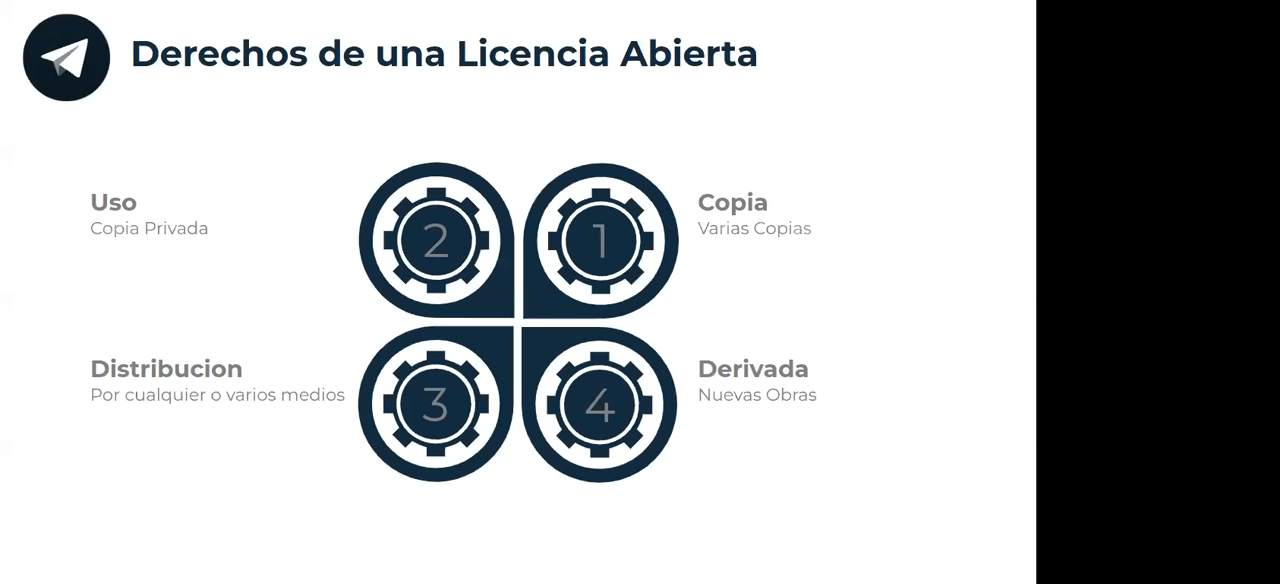 Derechos de una Licencia Abierta
Uso
Copia Privada
2
1
Copia
Varias Copias
Distribucion
Por cualquier o varios medios
3
4
Derivada
Nuevas Obras